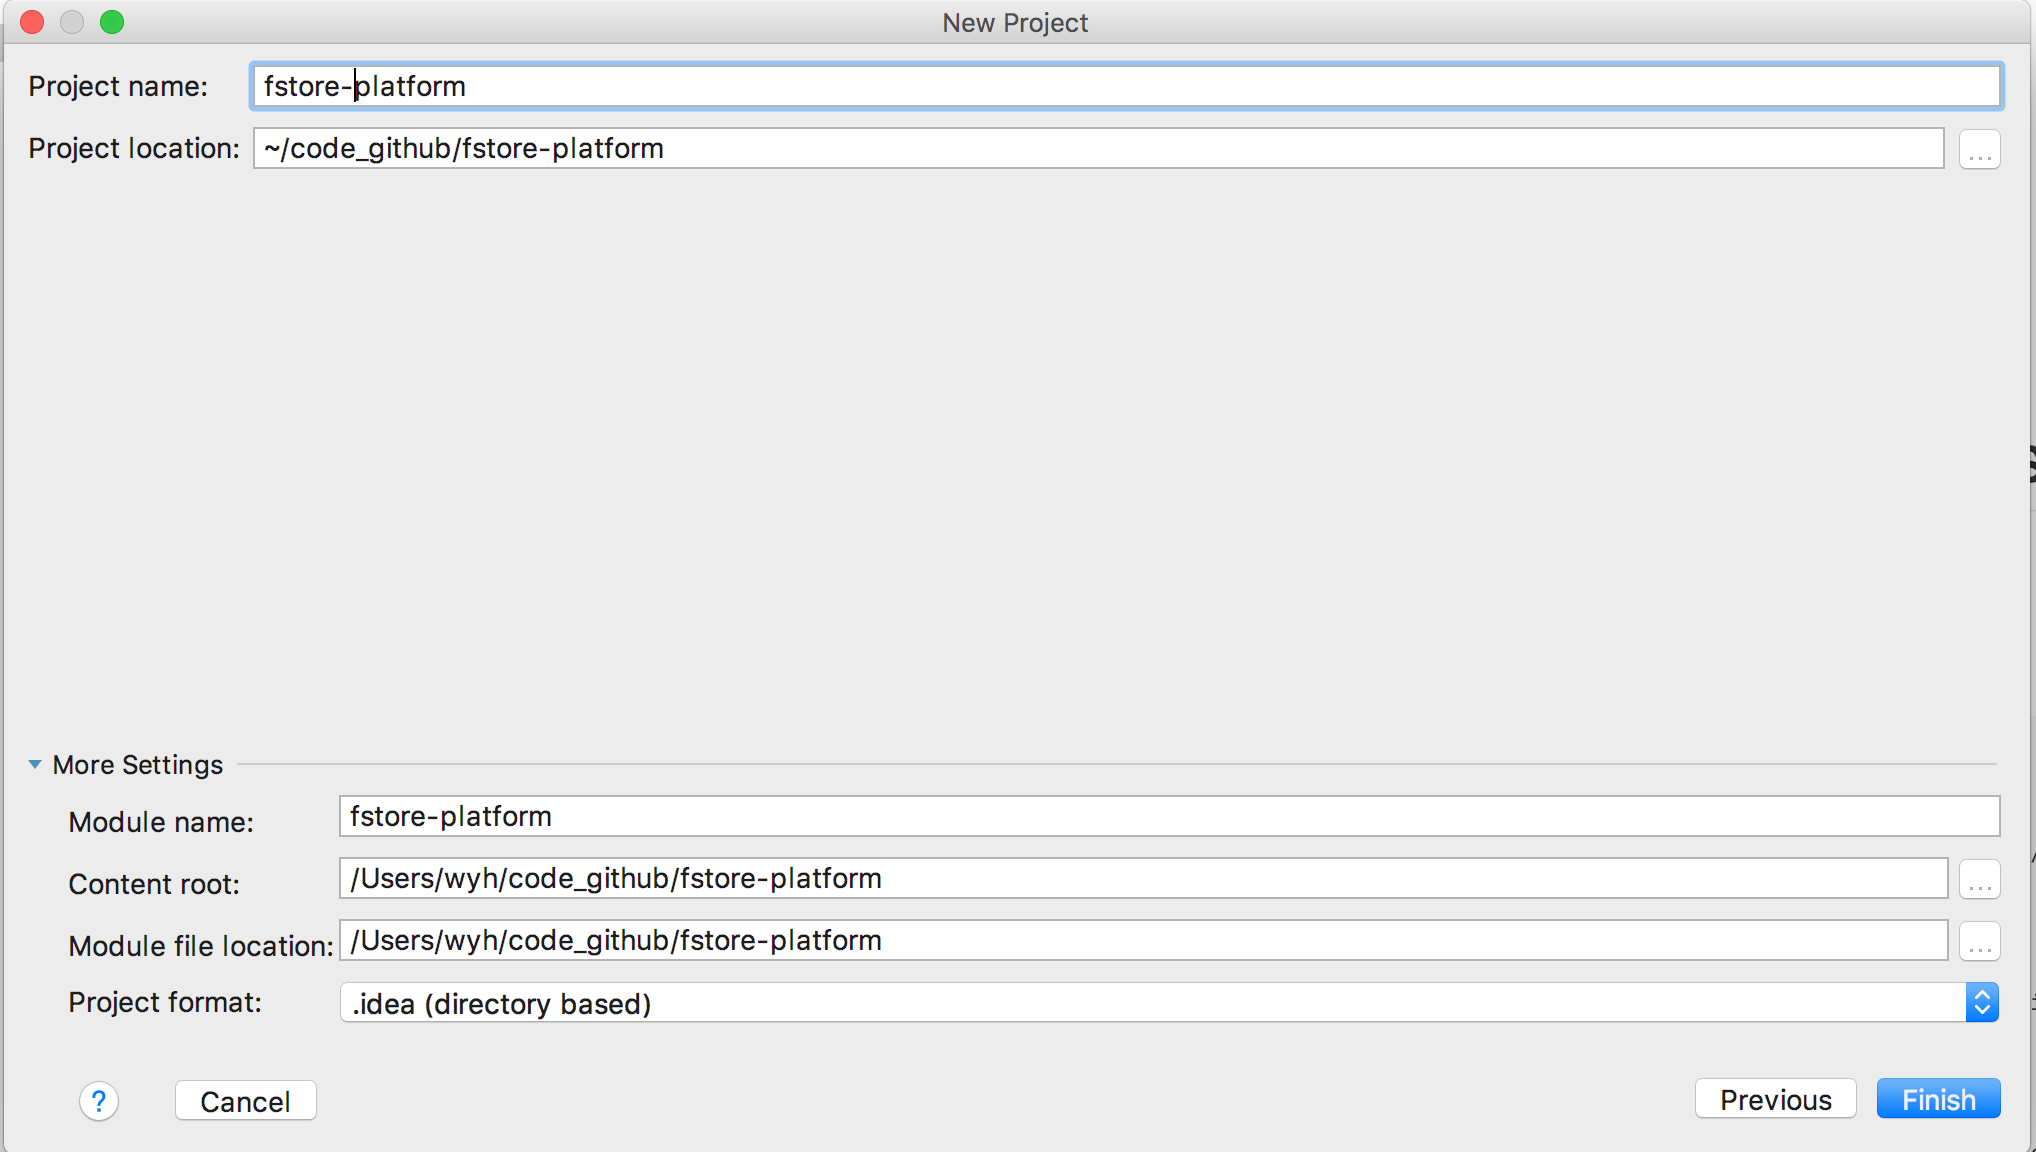 New Project
Project name: fstore-platform
Project location: ~/code_github/fstore-platform ...
More Settings
Module name: fstore-platform
Content root: /Users/wyh/code_github/fstore-platform ...
Module file location: /Users/wyh/code_github/fstore-platform ...
Project format: .idea (directory based)
? Cancel Previous Finish